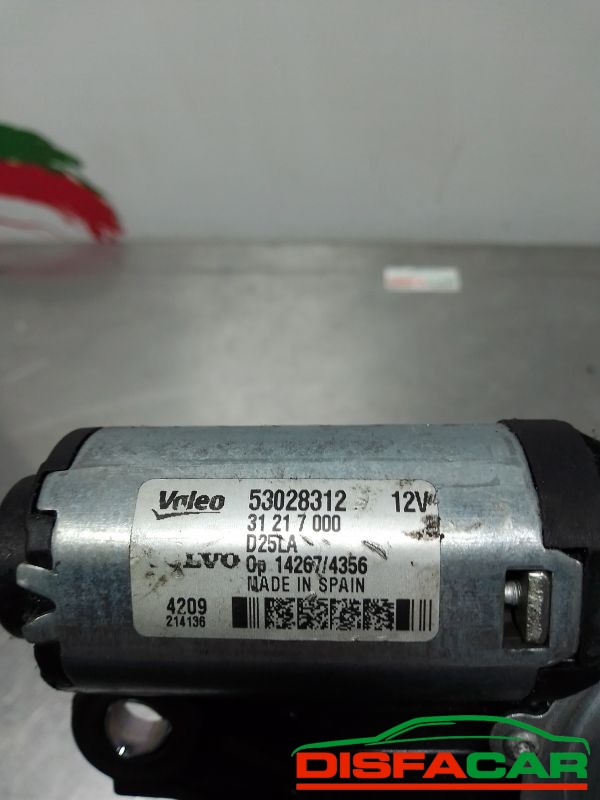 Valeo 53028312 12V
31 21 7 000
D25LA
LVO Op 14267/4356
MADE IN SPAIN
4209
214136
DISFACAR